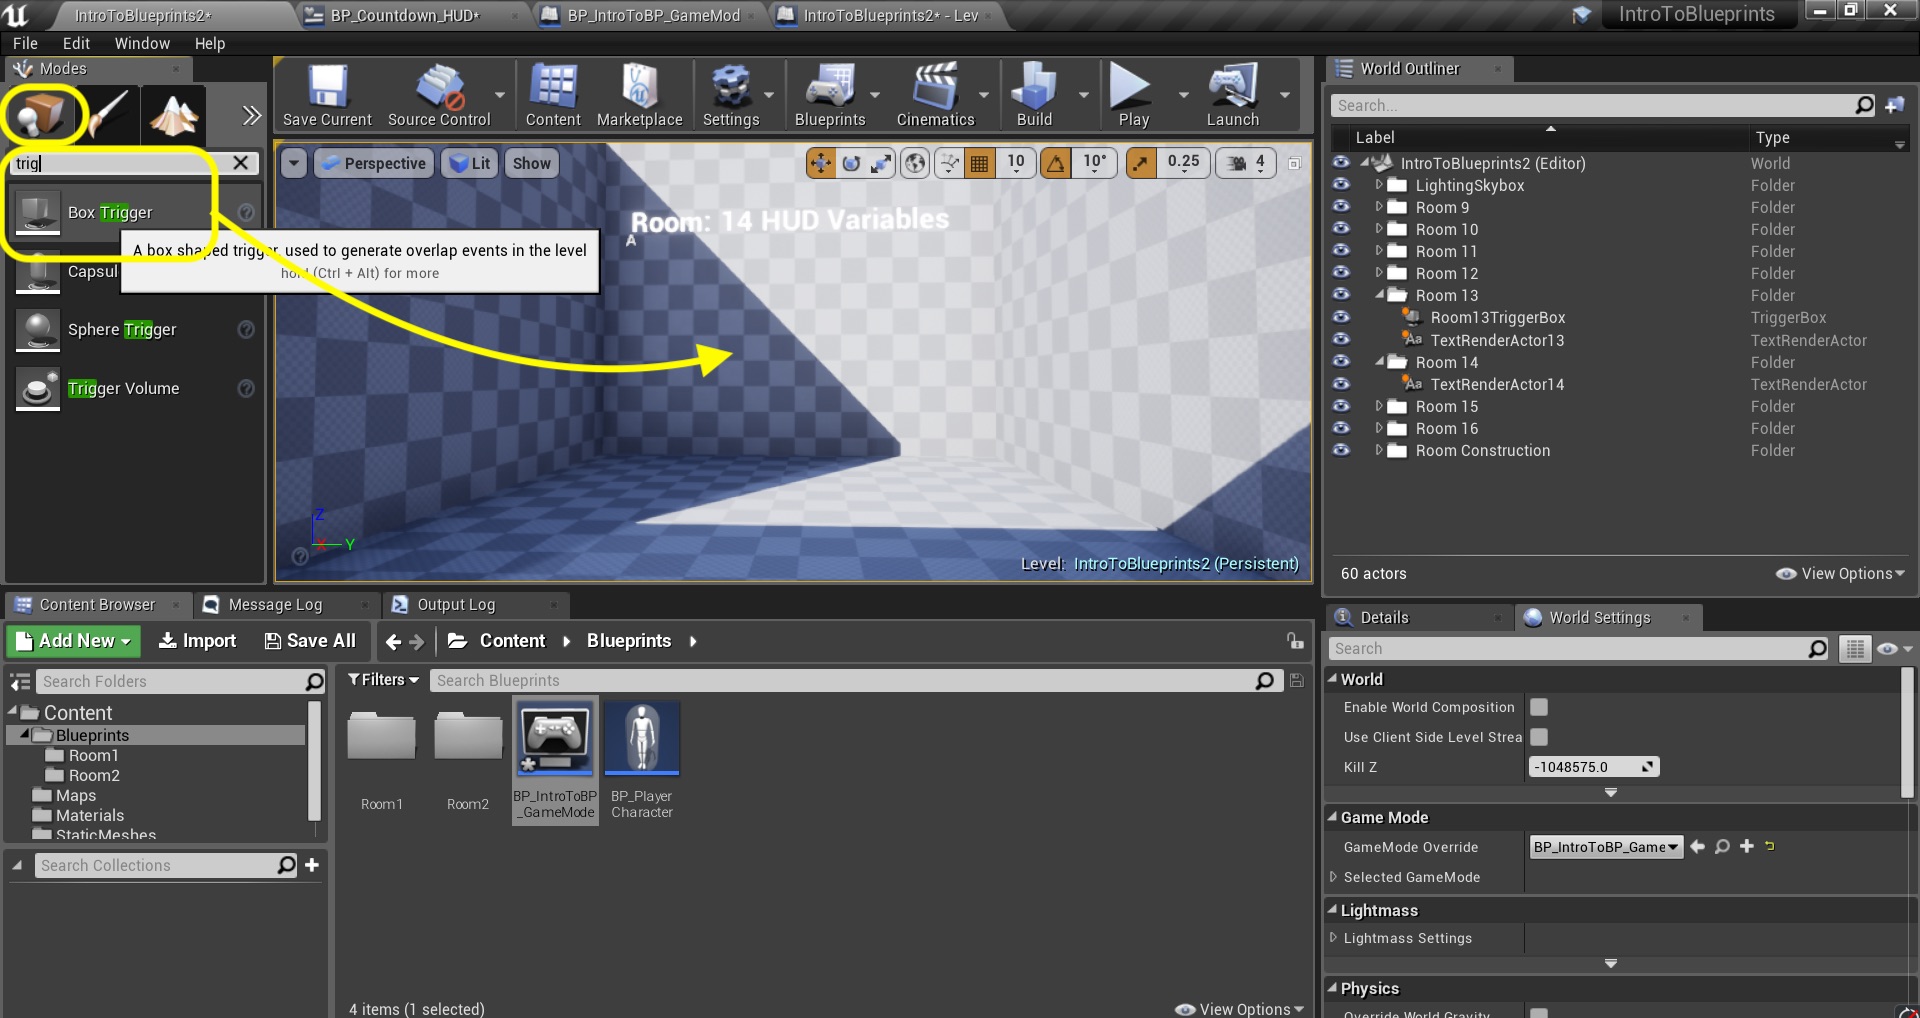 IntroToBlueprints2*
BP_Countdown_HUD*
BP_IntroToBP_GameMod
IntroToBlueprints2* - Lev
IntroToBlueprints
File Edit Window Help
Modes
trig
Box Trigger
A box shaped trigger, used to generate overlap events in the level
(Ctrl + Alt) for more
Capsul
Sphere Trigger
Trigger Volume
Save Current
Source Control
Content
Marketplace
Settings
Blueprints
Cinematics
Build
Play
Launch
Perspective
Lit
Show
10
10°
0.25
4
Room: 14 HUD Variables
A
Z
X
Y
Level: IntroToBlueprints2 (Persistent)
World Outliner
Search...
Label Type
IntroToBlueprints2 (Editor) World
LightingSkybox Folder
Room 9 Folder
Room 10 Folder
Room 11 Folder
Room 12 Folder
Room 13 Folder
Room13TriggerBox TriggerBox
TextRenderActor13 TextRenderActor
Room 14 Folder
TextRenderActor14 TextRenderActor
Room 15 Folder
Room 16 Folder
Room Construction Folder
60 actors
View Options
Content Browser
Message Log
Output Log
Add New
Import
Save All
Content
Blueprints
Search Folders
Content
Blueprints
Room1
Room2
Maps
Materials
StaticMeshes
Search Collections
Filters
Search Blueprints
Room1
Room2
BP_IntroToBP
_GameMode
BP_Player
Character
4 items (1 selected)
View Options
Details
World Settings
Search
World
Enable World Composition
Use Client Side Level Strea
Kill Z -1048575.0
Game Mode
GameMode Override BP_IntroToBP_Game
Selected GameMode
Lightmass
Lightmass Settings
Physics
Override World Gravity